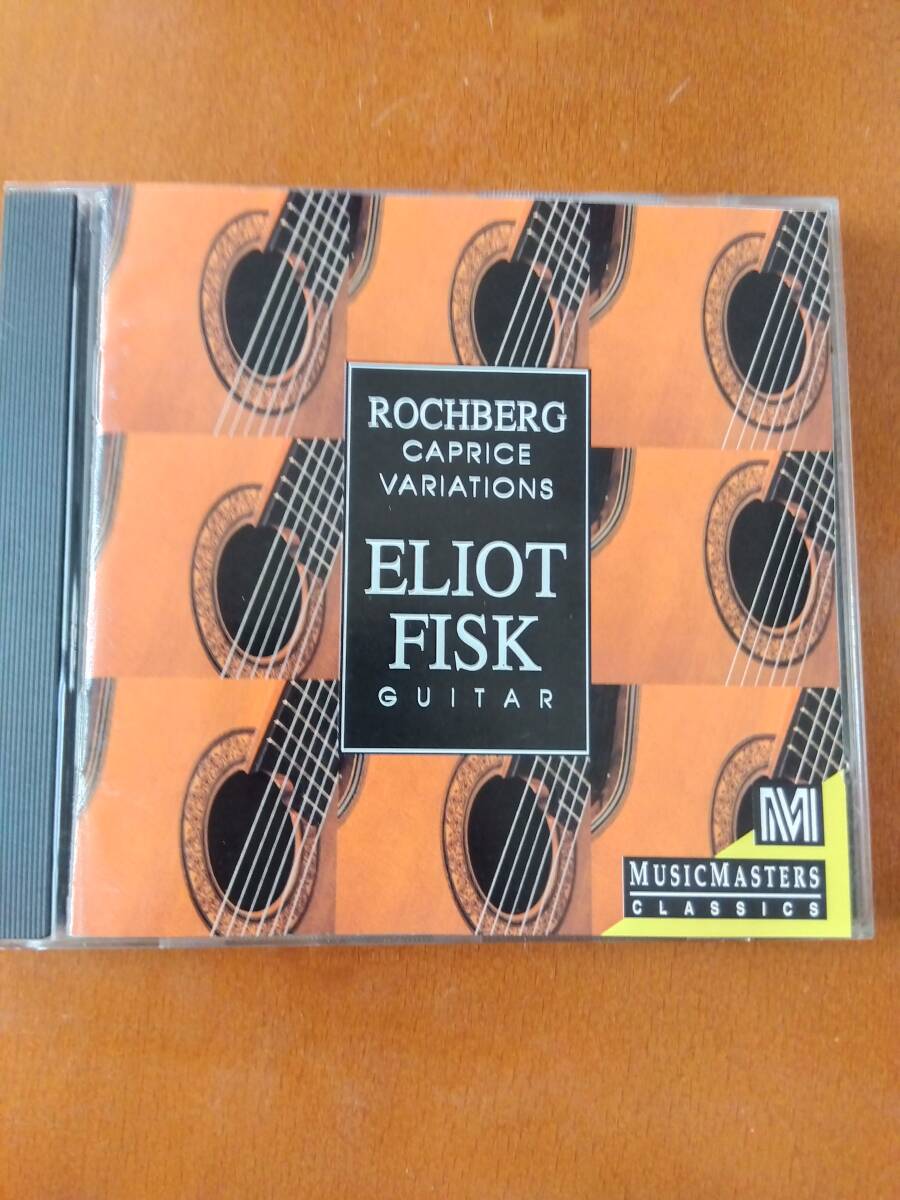 ROCHBERG
CAPRICE
VARIATIONS
ELIOT
FISK
GUITAR
MUSICMASTERS
CLASSICS